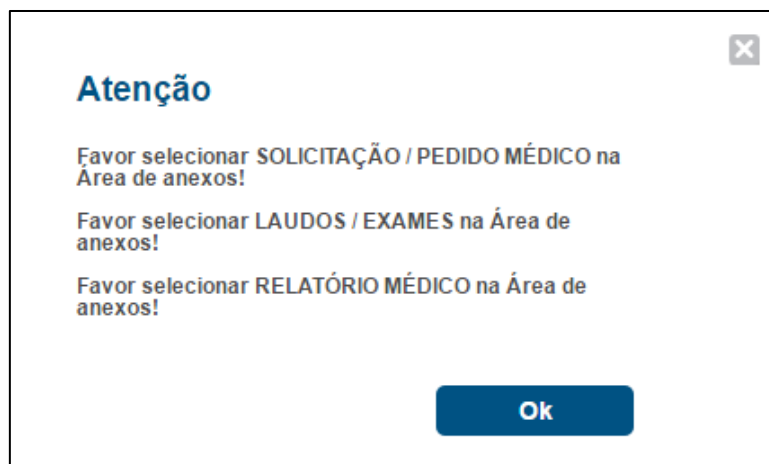 Atenção
Favor selecionar SOLICITAÇÃO / PEDIDO MÉDICO na
Área de anexos!
Favor selecionar LAUDOS / EXAMES na Área de
anexos!
Favor selecionar RELATÓRIO MÉDICO na Área de
anexos!
Ok